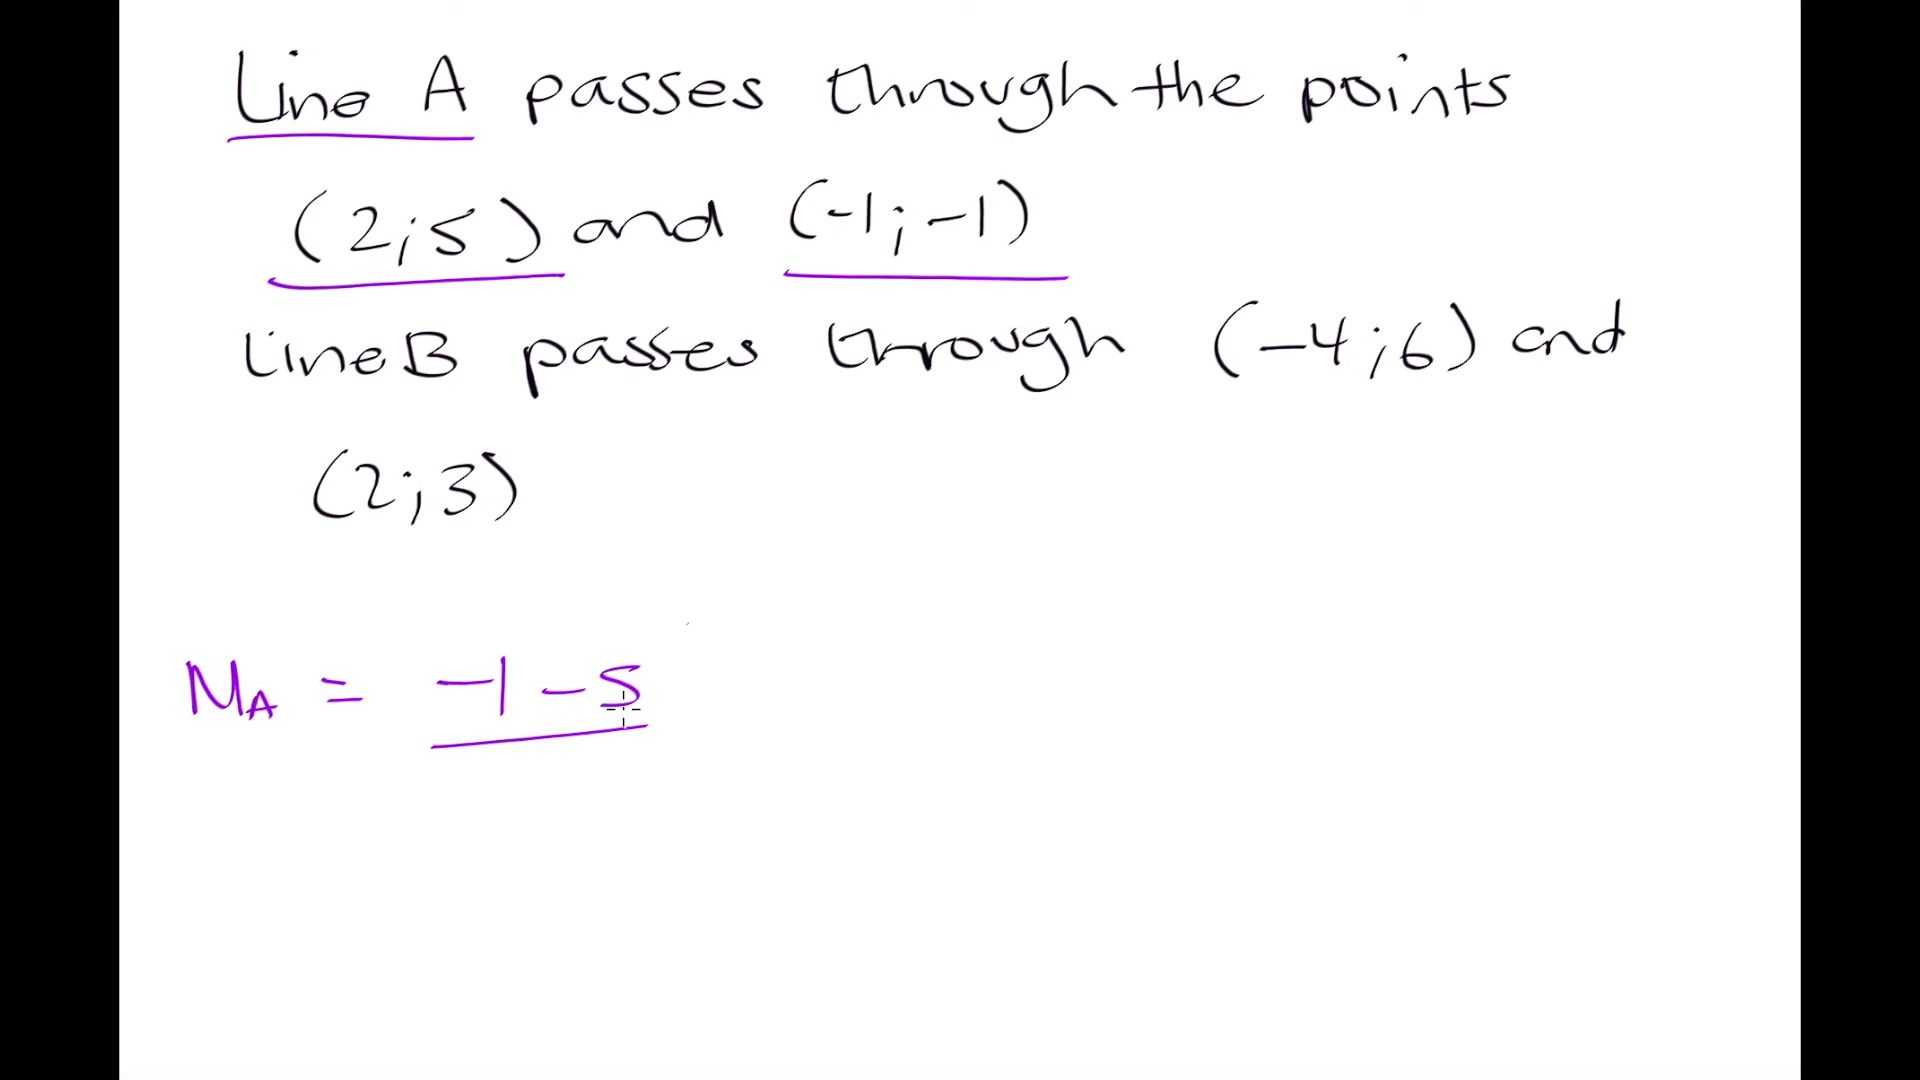 Line A passes through the points
(2;5) and (-1;-1)
Line B passes through (-4;6) and
(2;3)
MA = -1-5